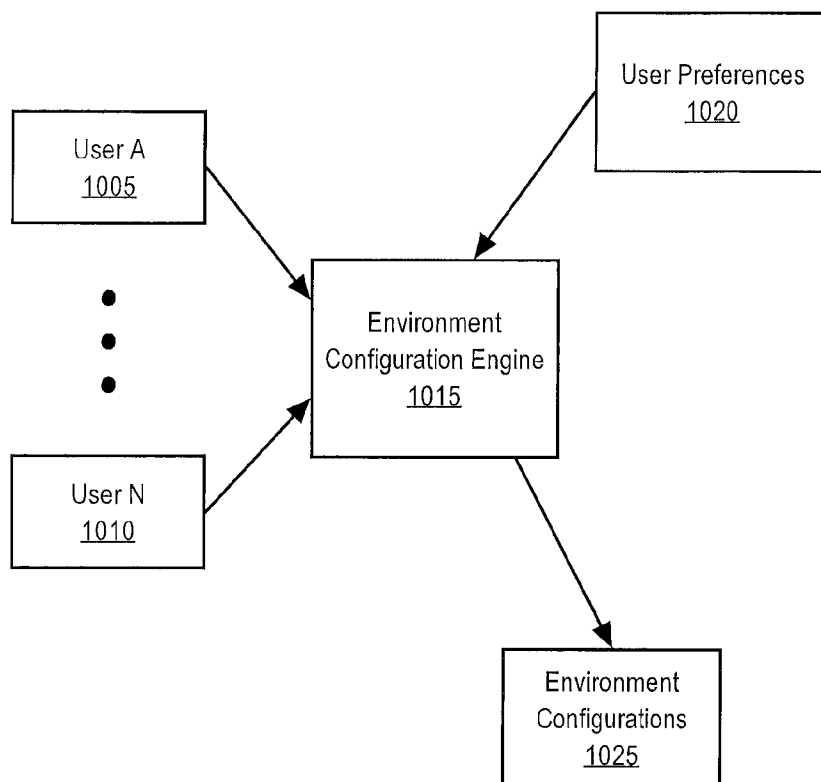 User Preferences
1020
User A
1005
Environment
Configuration Engine
1015
User N
1010
Environment
Configurations
1025